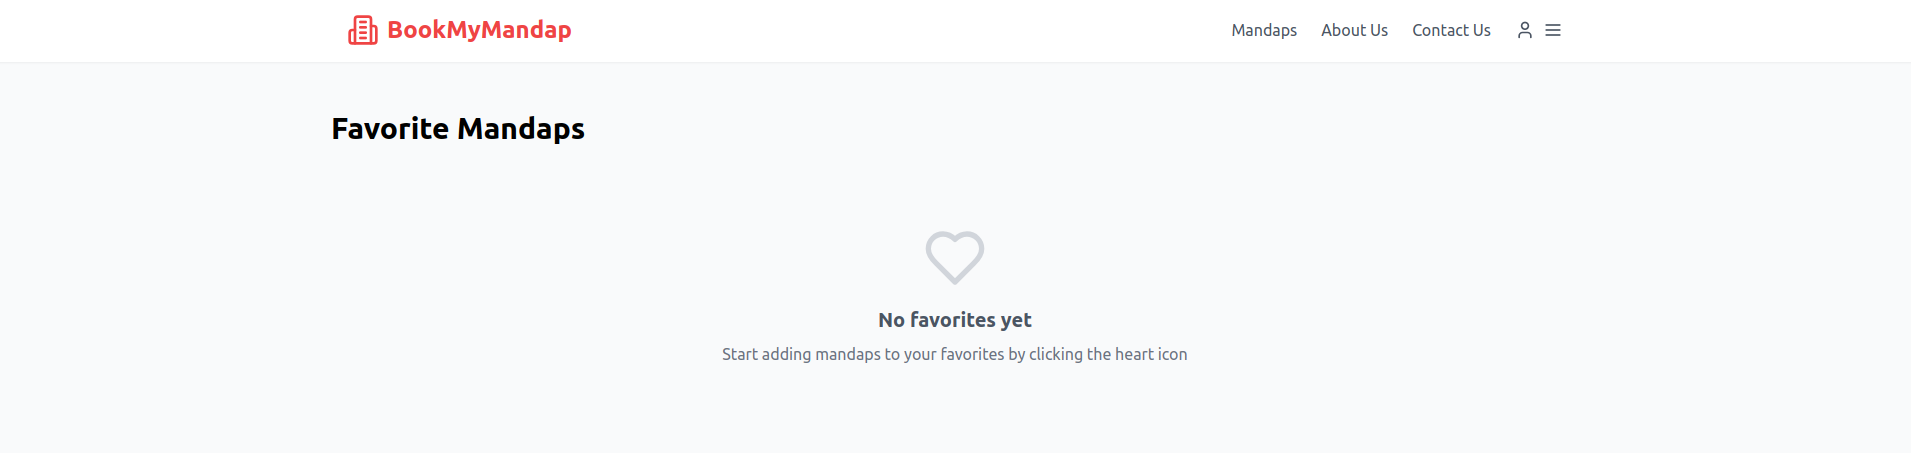 BookMyMandap
Mandaps About Us Contact Us
Favorite Mandaps
No favorites yet
Start adding mandaps to your favorites by clicking the heart icon